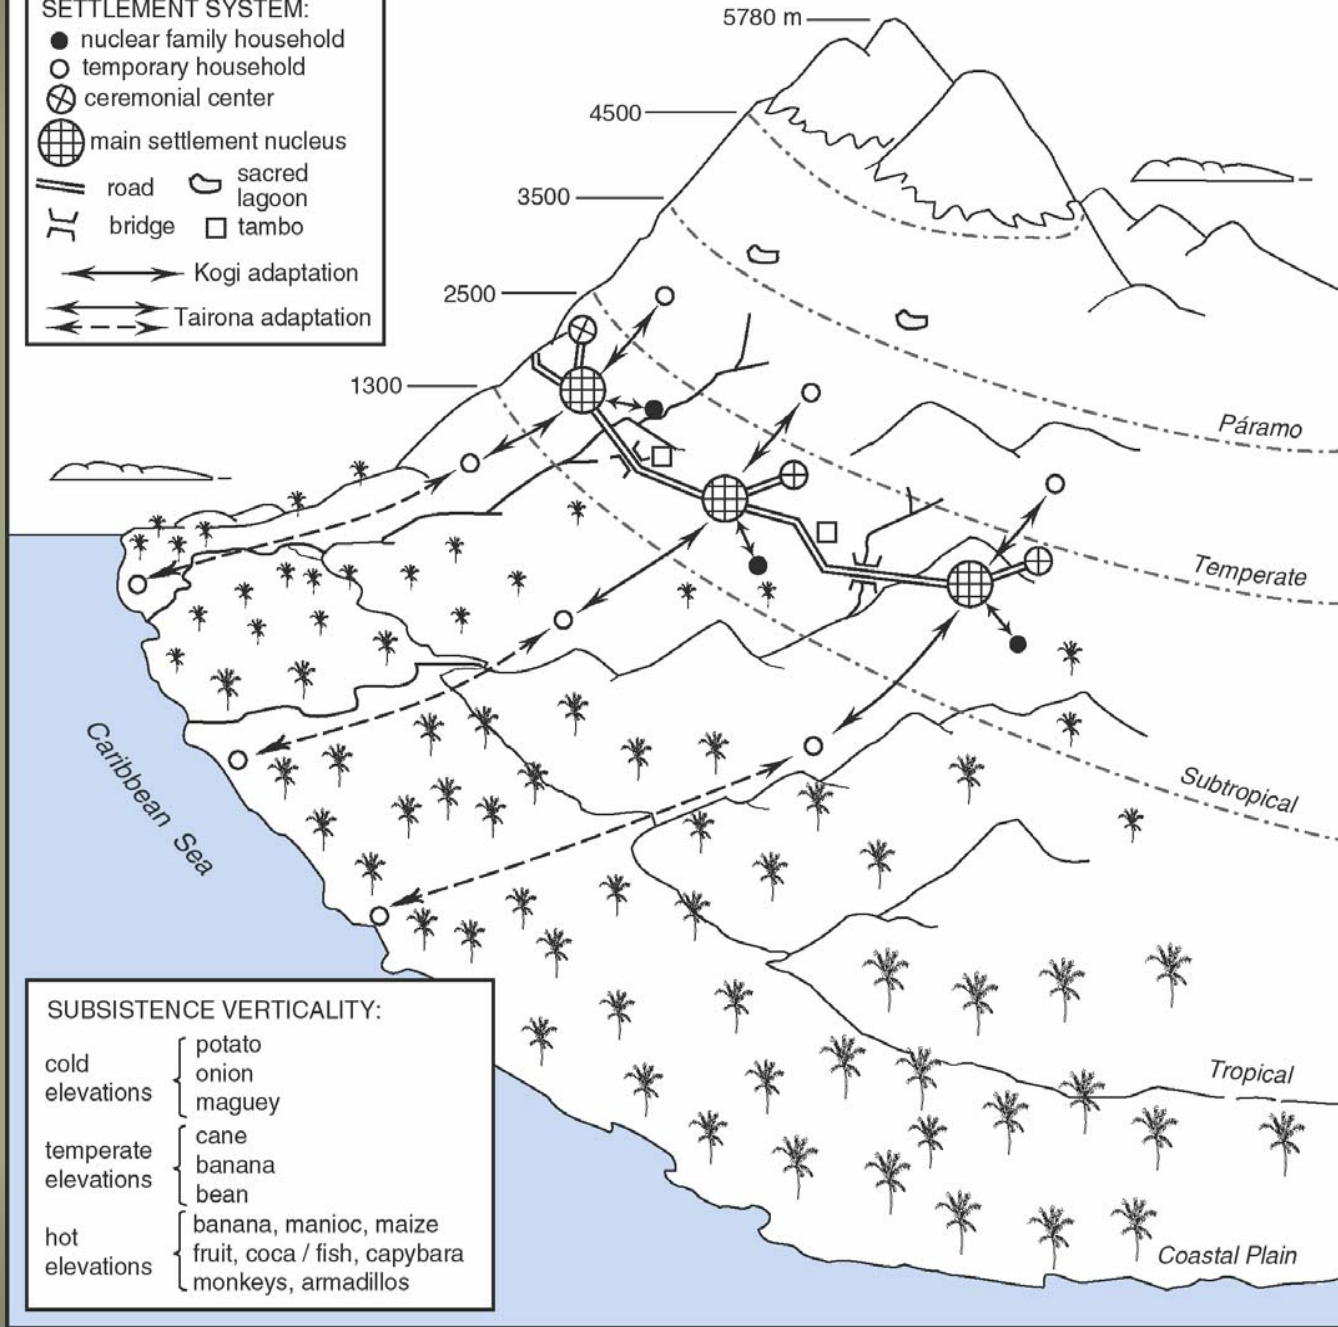 SETTLEMENT SYSTEM:
nuclear family household
temporary household
ceremonial center
main settlement nucleus
road
sacred
lagoon
bridge
tambo
Kogi adaptation
Tairona adaptation
5780 m
4500
3500
2500
1300
Páramo
Temperate
Subtropical
Tropical
Coastal Plain
Caribbean Sea
SUBSISTENCE VERTICALITY:
cold
elevations
potato
onion
maguey
temperate
elevations
cane
banana
bean
hot
elevations
banana, manioc, maize
fruit, coca / fish, capybara
monkeys, armadillos